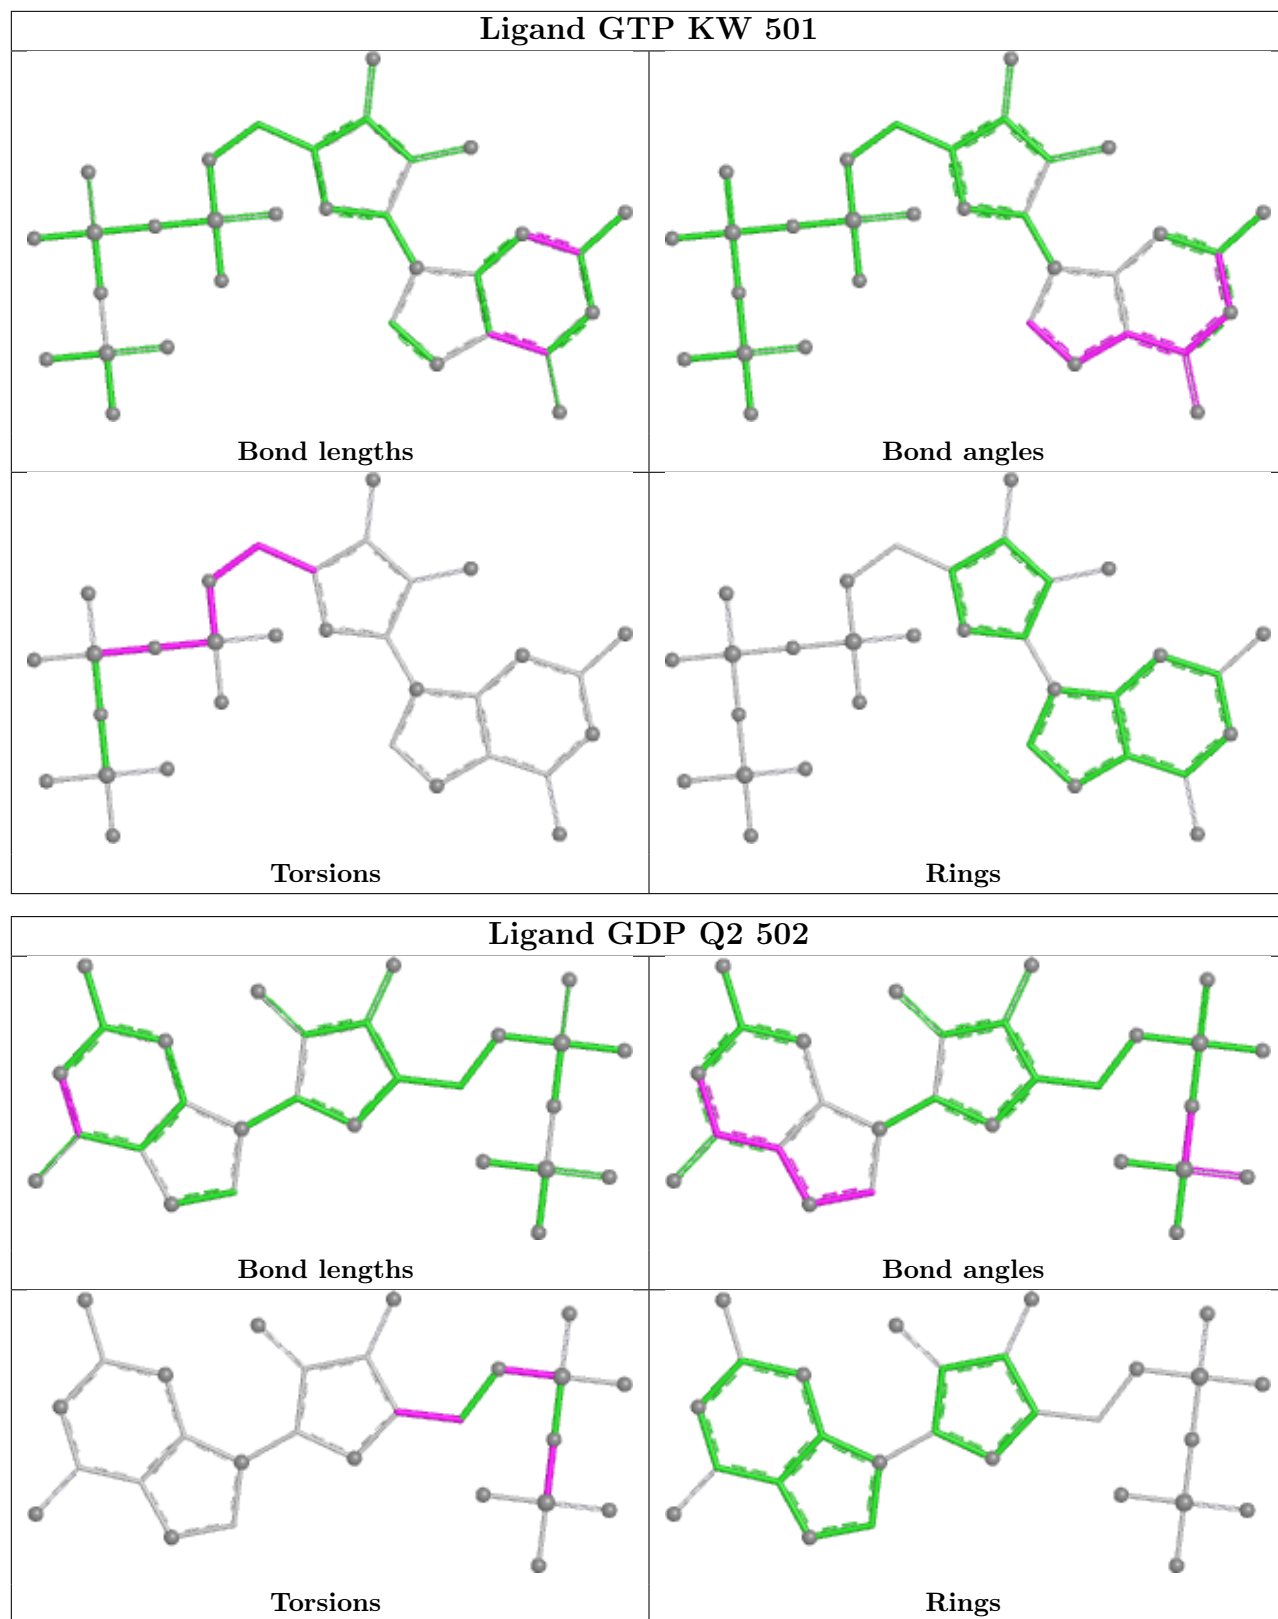 Ligand GTP KW 501
Bond lengths
Bond angles
Torsions
Rings
Ligand GDP Q2 502
Bond lengths
Bond angles
Torsions
Rings